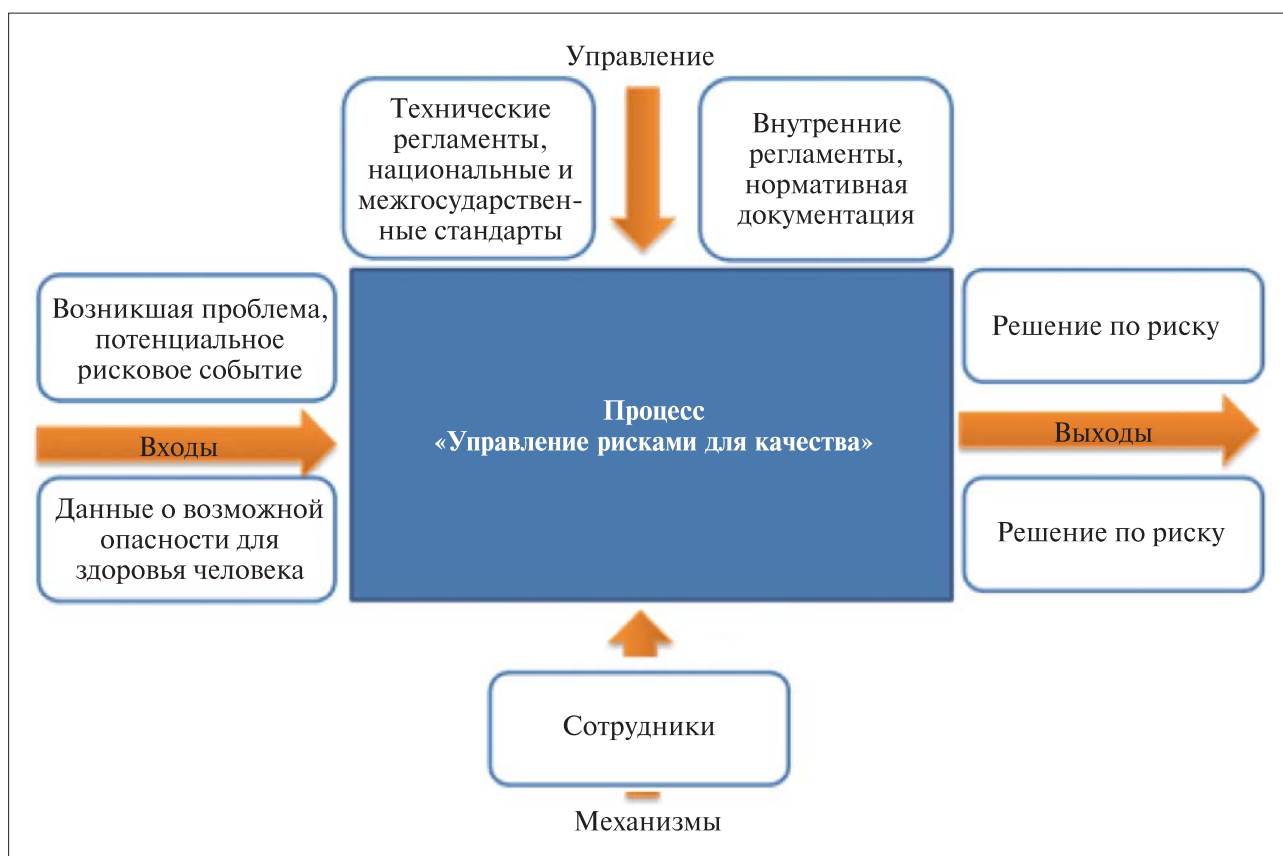 Управление
Технические
регламенты,
национальные и
межгосударствен-
ные стандарты
Внутренние
регламенты,
нормативная
документация
Возникшая проблема,
потенциальное
рисковое событие
Входы
Данные о возможной
опасности для
здоровья человека
Процесс
«Управление рисками для качества»
Решение по риску
Выходы
Решение по риску
Сотрудники
Механизмы